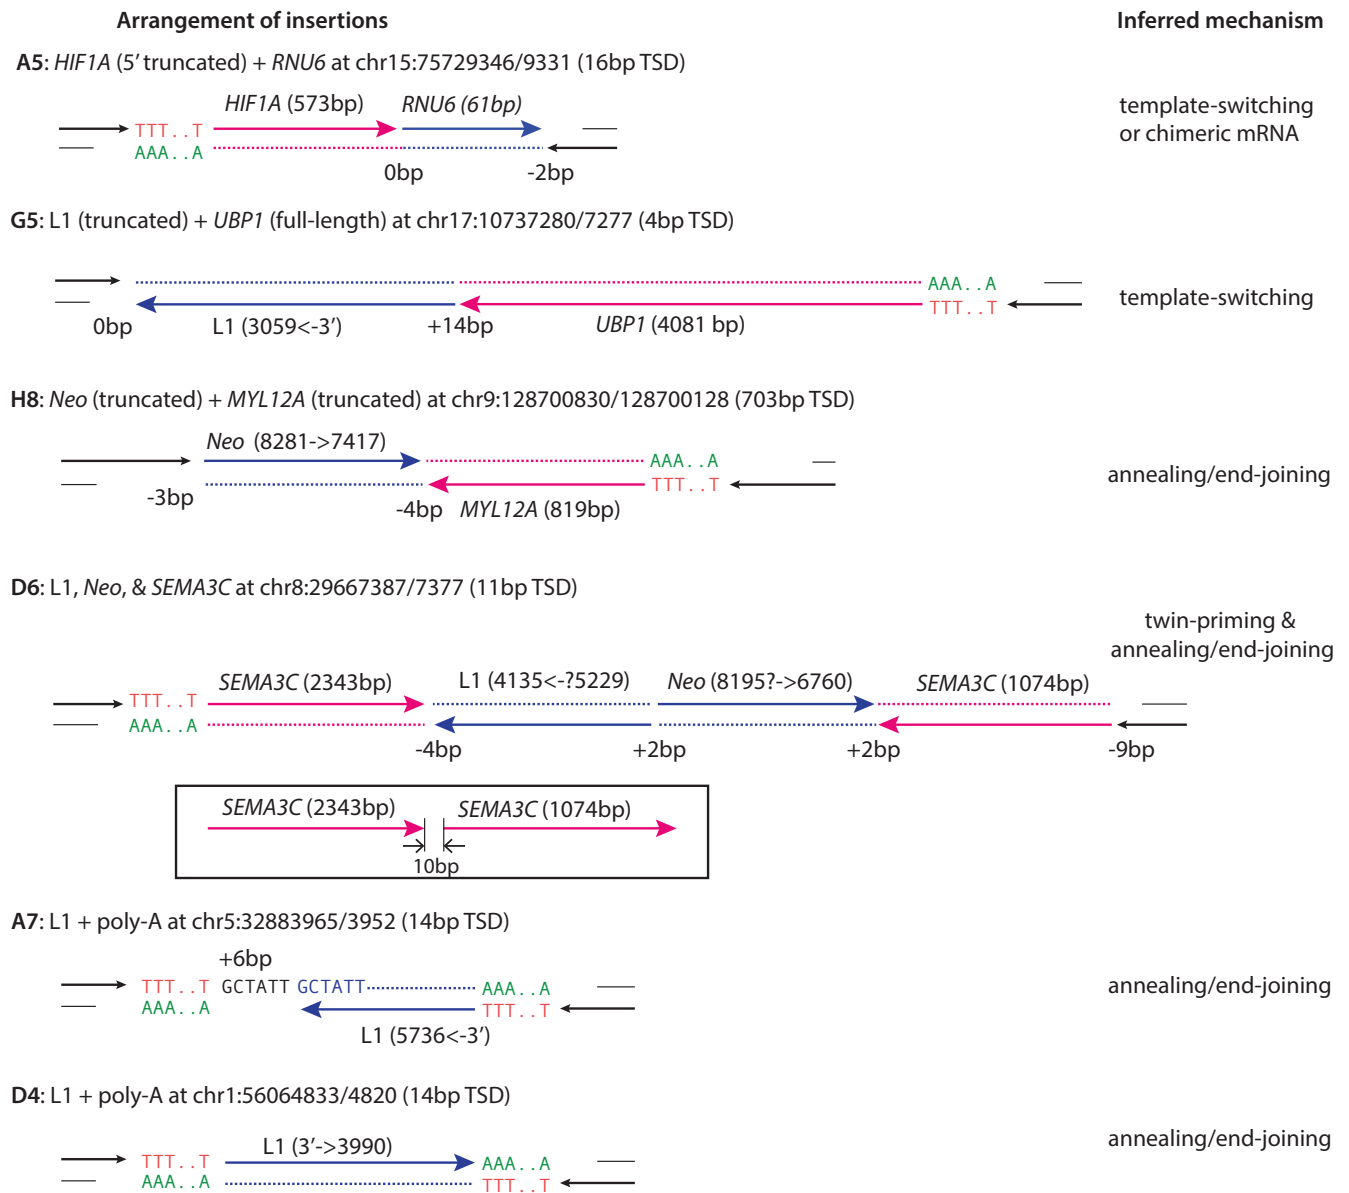 Arrangement of insertions
Inferred mechanism
A5: HIF1A (5’ truncated) + RNU6 at chr15:75729346/9331 (16bp TSD)
HIF1A (573bp) RNU6 (61bp)
template-switching
or chimeric mRNA
TTT..T
AAA..A
0bp -2bp
G5: L1 (truncated) + UBP1 (full-length) at chr17:10737280/7277 (4bp TSD)
AAA..A
TTT..T
template-switching
0bp L1 (3059<-3’) +14bp UBP1 (4081 bp)
H8: Neo (truncated) + MYL12A (truncated) at chr9:128700830/128700128 (703bp TSD)
Neo (8281->7417)
AAA..A
TTT..T
annealing/end-joining
-3bp -4bp MYL12A (819bp)
D6: L1, Neo, & SEMA3C at chr8:29667387/7377 (11bp TSD)
twin-priming &
annealing/end-joining
SEMA3C (2343bp) L1 (4135<-?5229) Neo (8195?->6760) SEMA3C (1074bp)
TTT..T
AAA..A
-4bp +2bp +2bp -9bp
SEMA3C (2343bp) SEMA3C (1074bp)
10bp
A7: L1 + poly-A at chr5:32883965/3952 (14bp TSD)
+6bp
TTT..T GCTATT GCTATT AAA..A
AAA..A TTT..T
annealing/end-joining
L1 (5736<-3’)
D4: L1 + poly-A at chr1:56064833/4820 (14bp TSD)
L1 (3’->3990)
annealing/end-joining
TTT..T AAA..A
AAA..A TTT..T